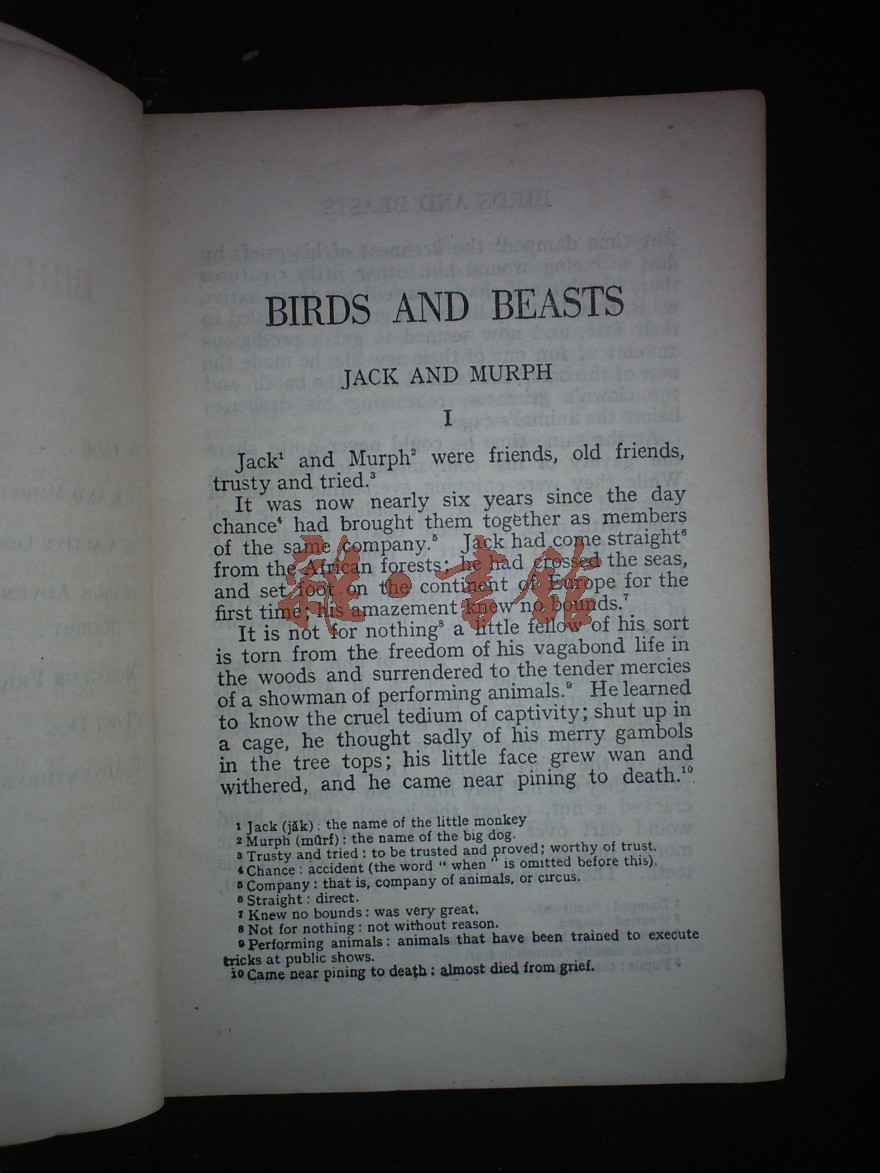 BIRDS AND BEASTS
JACK AND MURPH
I
Jack¹ and Murph² were friends, old friends,
trusty and tried.³
It was now nearly six years since the day
chance⁴ had brought them together as members
of the same company.⁵ Jack had come straight⁶
from the African forests; he had crossed the seas,
and set foot on the continent of Europe for the
first time; his amazement knew no bounds.⁷
It is not for nothing⁸ a little fellow of his sort
is torn from the freedom of his vagabond life in
the woods and surrendered to the tender mercies
of a showman of performing animals.⁹ He learned
to know the cruel tedium of captivity; shut up in
a cage, he thought sadly of his merry gambols
in the tree tops; his little face grew wan and
withered, and he came near pining to death.¹⁰
1 Jack (jăk) : the name of the little monkey
2 Murph (mûrf) : the name of the big dog.
3 Trusty and tried : to be trusted and proved; worthy of trust.
4 Chance : accident (the word " when " is omitted before this).
5 Company : that is, company of animals, or circus.
6 Straight : direct.
7 Knew no bounds : was very great.
8 Not for nothing : not without reason.
9 Performing animals : animals that have been trained to execute
tricks at public shows.
10 Came near pining to death : almost died from grief.
雜·書館